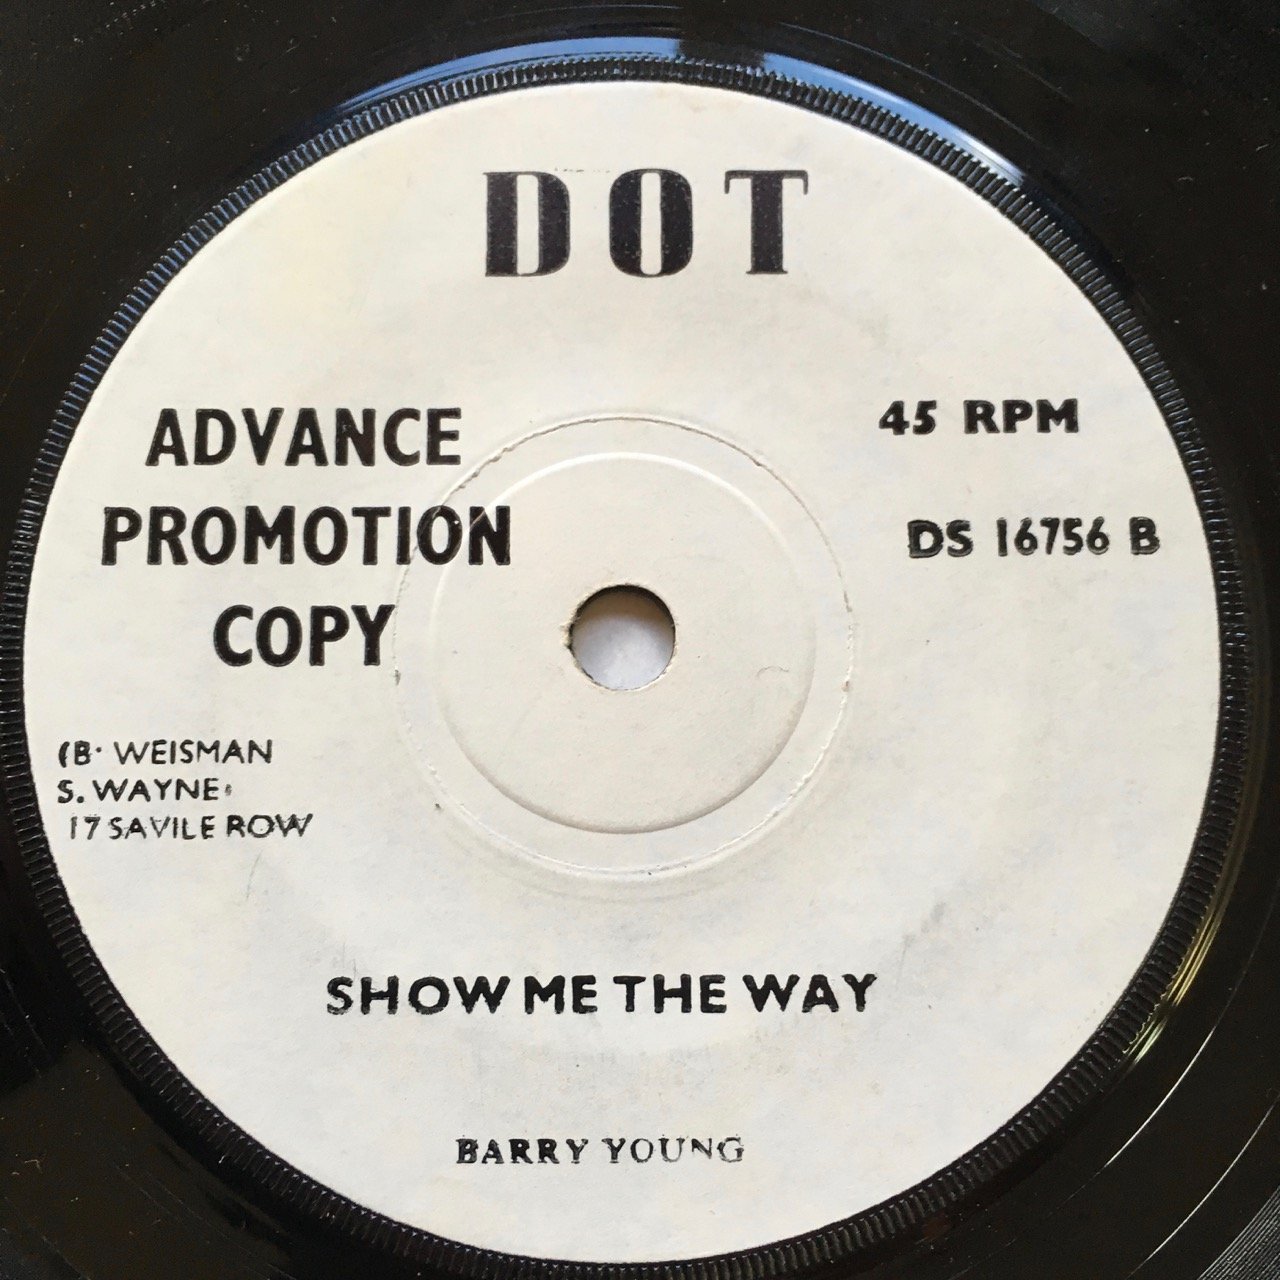 DOT
ADVANCE
PROMOTION
COPY
45 RPM
DS 16756 B
(B. WEISMAN
S. WAYNE.
17 SAVILE ROW
SHOW ME THE WAY
BARRY YOUNG